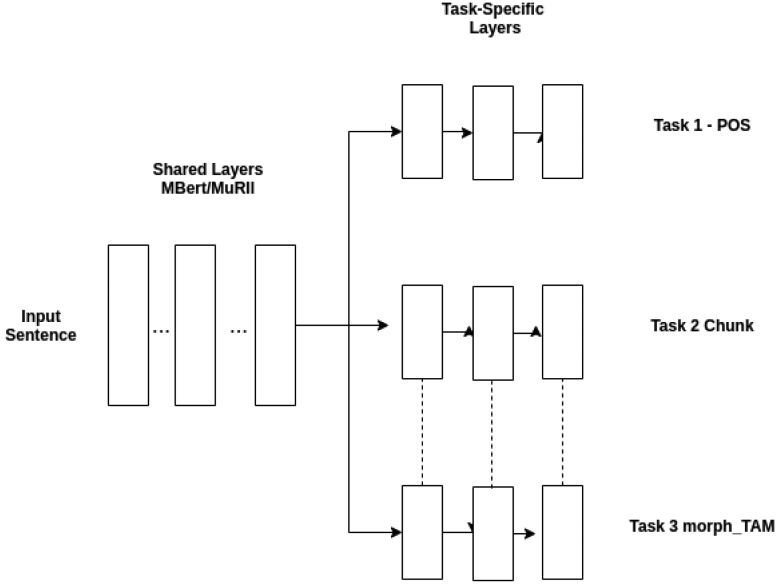 Task-Specific
Layers
Task 1 - POS
Shared Layers
MBert/MuRIl
Input
Sentence
...
...
Task 2 Chunk
Task 3 morph_TAM